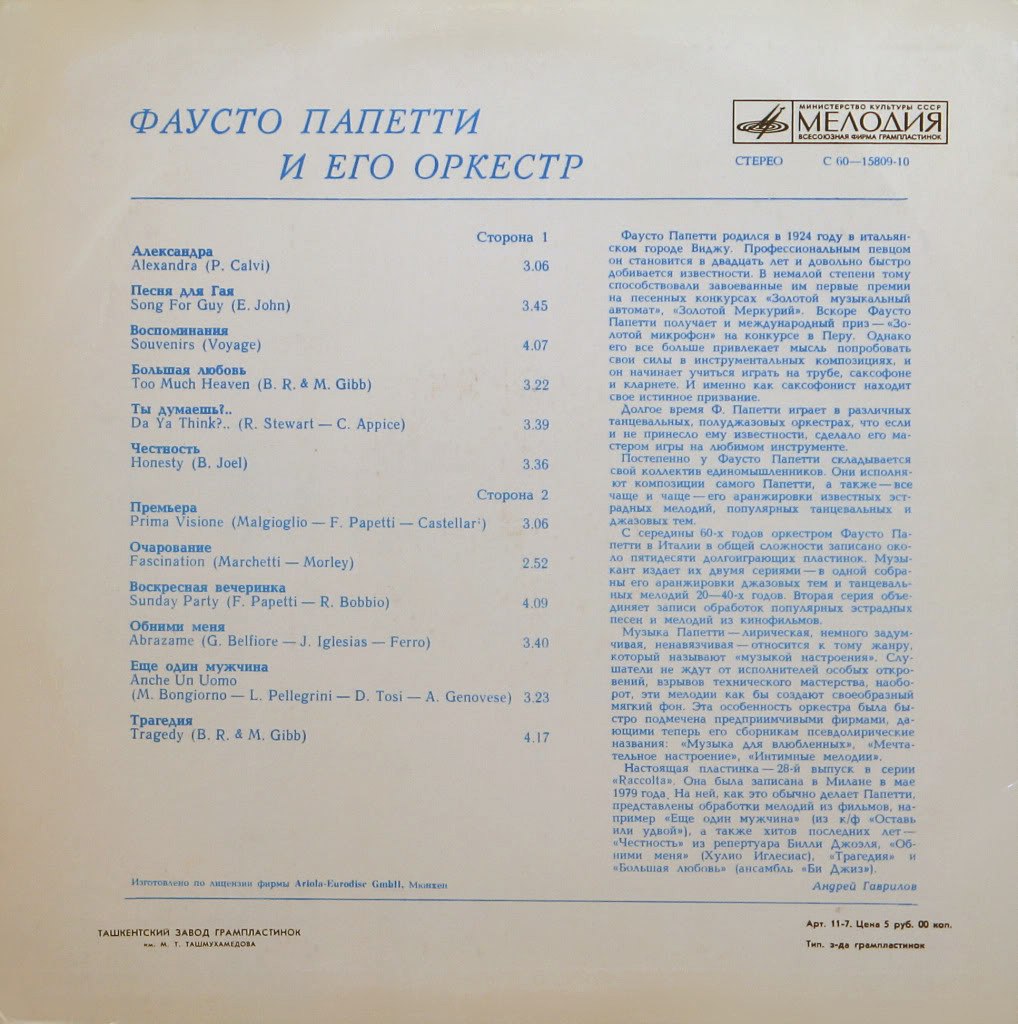 ФАУСТО ПАПЕТТИ
И ЕГО ОРКЕСТР
МИНИСТЕРСТВО КУЛЬТУРЫ СССР
МЕЛОДИЯ
ВСЕСОЮЗНАЯ ФИРМА ГРАМПЛАСТИНОК
СТЕРЕО С 60—15809-10
Сторона 1
Александра
Alexandra (P. Calvi) 3.06
Песня для Гая
Song For Guy (E. John) 3.45
Воспоминания
Souvenirs (Voyage) 4.07
Большая любовь
Too Much Heaven (B. R. & M. Gibb) 3.22
Ты думаешь?..
Da Ya Think?.. (R. Stewart — C. Appice) 3.39
Честность
Honesty (B. Joel) 3.36
Сторона 2
Премьера
Prima Visione (Malgioglio — F. Papetti — Castellari) 3.06
Очарование
Fascination (Marchetti — Morley) 2.52
Воскресная вечеринка
Sunday Party (F. Papetti — R. Bobbio) 4.09
Обними меня
Abrazame (G. Belfiore — J. Iglesias — Ferro) 3.40
Еще один мужчина
Anche Un Uomo
(M. Bongiorno — L. Pellegrini — D. Tosi — A. Genovese) 3.23
Трагедия
Tragedy (B. R. & M. Gibb) 4.17
Изготовлено по лицензии фирмы Ariola-Eurodisc GmbH, Мюнхен
Фаусто Папетти родился в 1924 году в итальян-
ском городе Виджу. Профессиональным певцом
он становится в двадцать лет и довольно быстро
добивается известности. В немалой степени тому
способствовали завоеванные им первые премии
на песенных конкурсах «Золотой музыкальный
автомат», «Золотой Меркурий». Вскоре Фаусто
Папетти получает и международный приз — «Зо-
лотой микрофон» на конкурсе в Перу. Однако
его все больше привлекает мысль попробовать
свои силы в инструментальных композициях, и
он начинает учиться играть на трубе, саксофоне
и кларнете. И именно как саксофонист находит
свое истинное призвание.
Долгое время Ф. Папетти играет в различных
танцевальных, полуджазовых оркестрах, что если
и не принесло ему известности, сделало его ма-
стером игры на любимом инструменте.
Постепенно у Фаусто Папетти складывается
свой коллектив единомышленников. Они исполня-
ют композиции самого Папетти, а также — все
чаще и чаще — его аранжировки известных эст-
радных мелодий, популярных танцевальных и
джазовых тем.
С середины 60-х годов оркестром Фаусто Па-
петти в Италии в общей сложности записано око-
ло пятидесяти долгоиграющих пластинок. Музы-
кант издает их двумя сериями — в одной собра-
ны его аранжировки джазовых тем и танцеваль-
ных мелодий 20—40-х годов. Вторая серия объе-
диняет записи обработок популярных эстрадных
песен и мелодий из кинофильмов.
Музыка Папетти — лирическая, немного задум-
чивая, ненавязчивая — относится к тому жанру,
который называют «музыкой настроения». Слу-
шатели не ждут от исполнителей особых откро-
вений, взрывов технического мастерства, наобо-
рот, эти мелодии как бы создают своеобразный
мягкий фон. Эта особенность оркестра была бы-
стро подмечена предприимчивыми фирмами, да-
ющими теперь его сборникам псевдолирические
названия: «Музыка для влюбленных», «Мечта-
тельное настроение», «Интимные мелодии».
Настоящая пластинка — 28-й выпуск в серии
«Raccolta». Она была записана в Милане в мае
1979 года. На ней, как это обычно делает Папетти,
представлены обработки мелодий из фильмов, на-
пример «Еще один мужчина» (из к/ф «Оставь
или удвой»), а также хитов последних лет —
«Честность» из репертуара Билли Джоэля, «Об-
ними меня» (Хулио Иглесиас), «Трагедия» и
«Большая любовь» (ансамбль «Би Джиз»).
Андрей Гаврилов
ТАШКЕНТСКИЙ ЗАВОД ГРАМПЛАСТИНОК
им. М. Т. ТАШМУХАМЕДОВА
Арт. 11-7. Цена 5 руб. 00 коп.
Тип. з-да грампластинок